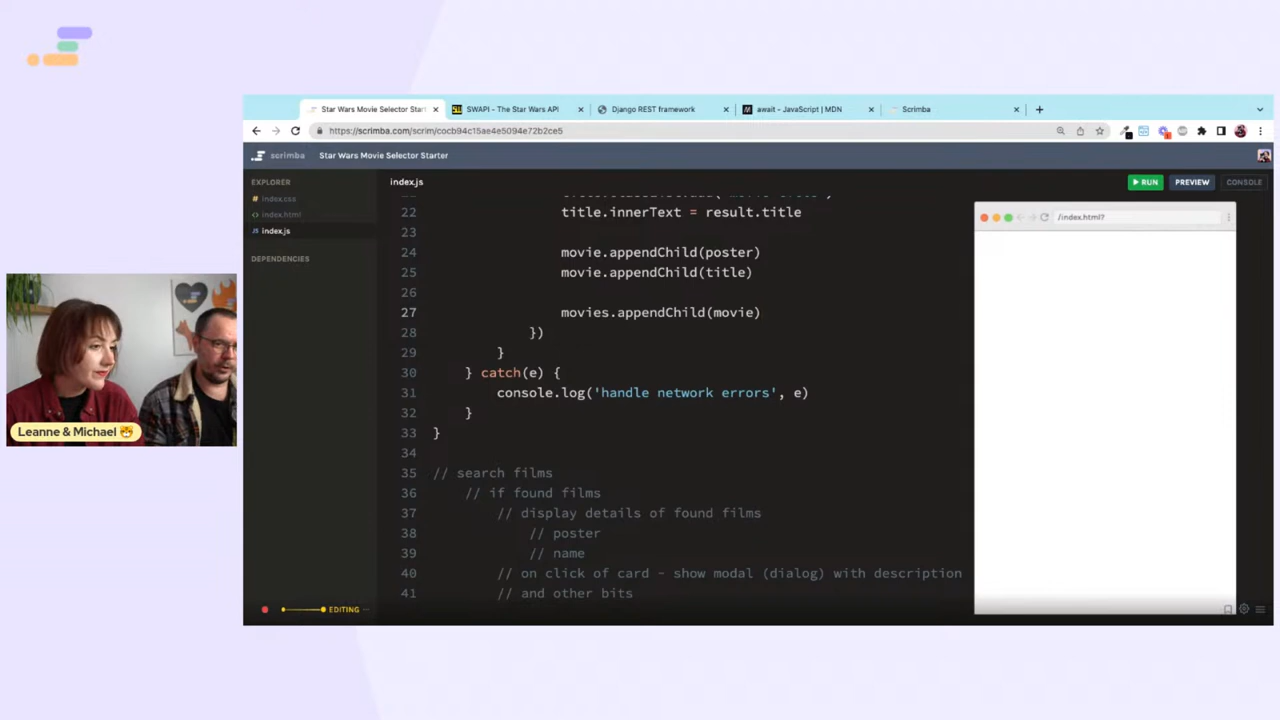 Star Wars Movie Selector Start
SWAPI - The Star Wars API
Django REST framework
await - JavaScript | MDN
Scrimba
https://scrimba.com/scrim/cocb94c15ae4e5094e72b2ce5
scrimba
Star Wars Movie Selector Starter
EXPLORER
index.css
index.html
index.js
DEPENDENCIES
index.js
RUN
PREVIEW
CONSOLE
/index.html?
22 title.innerText = result.title
23
24 movie.appendChild(poster)
25 movie.appendChild(title)
26
27 movies.appendChild(movie)
28 })
29 }
30 } catch(e) {
31 console.log('handle network errors', e)
32 }
33 }
34
35 // search films
36 // if found films
37 // display details of found films
38 // poster
39 // name
40 // on click of card - show modal (dialog) with description
41 // and other bits
EDITING
Leanne & Michael 🐯